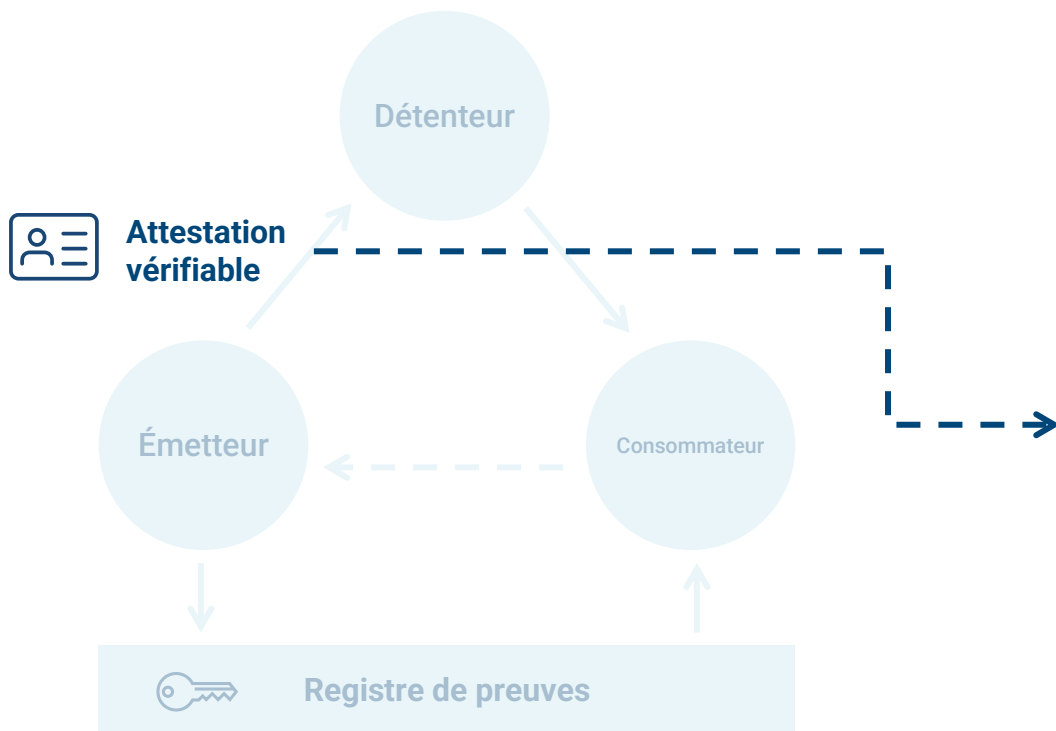 Détenteur
Attestation
vérifiable
Émetteur
Consommateur
Registre de preuves